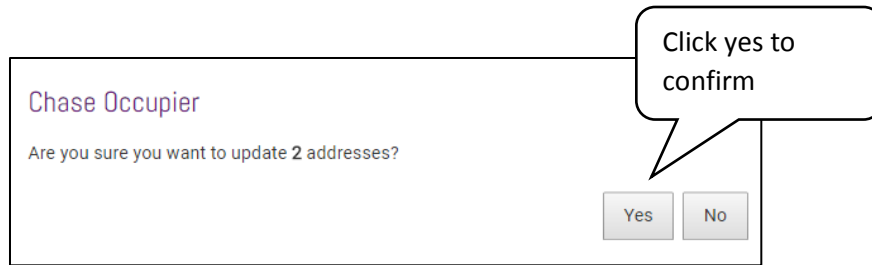 Click yes to
confirm
Chase Occupier
Are you sure you want to update 2 addresses?
Yes No